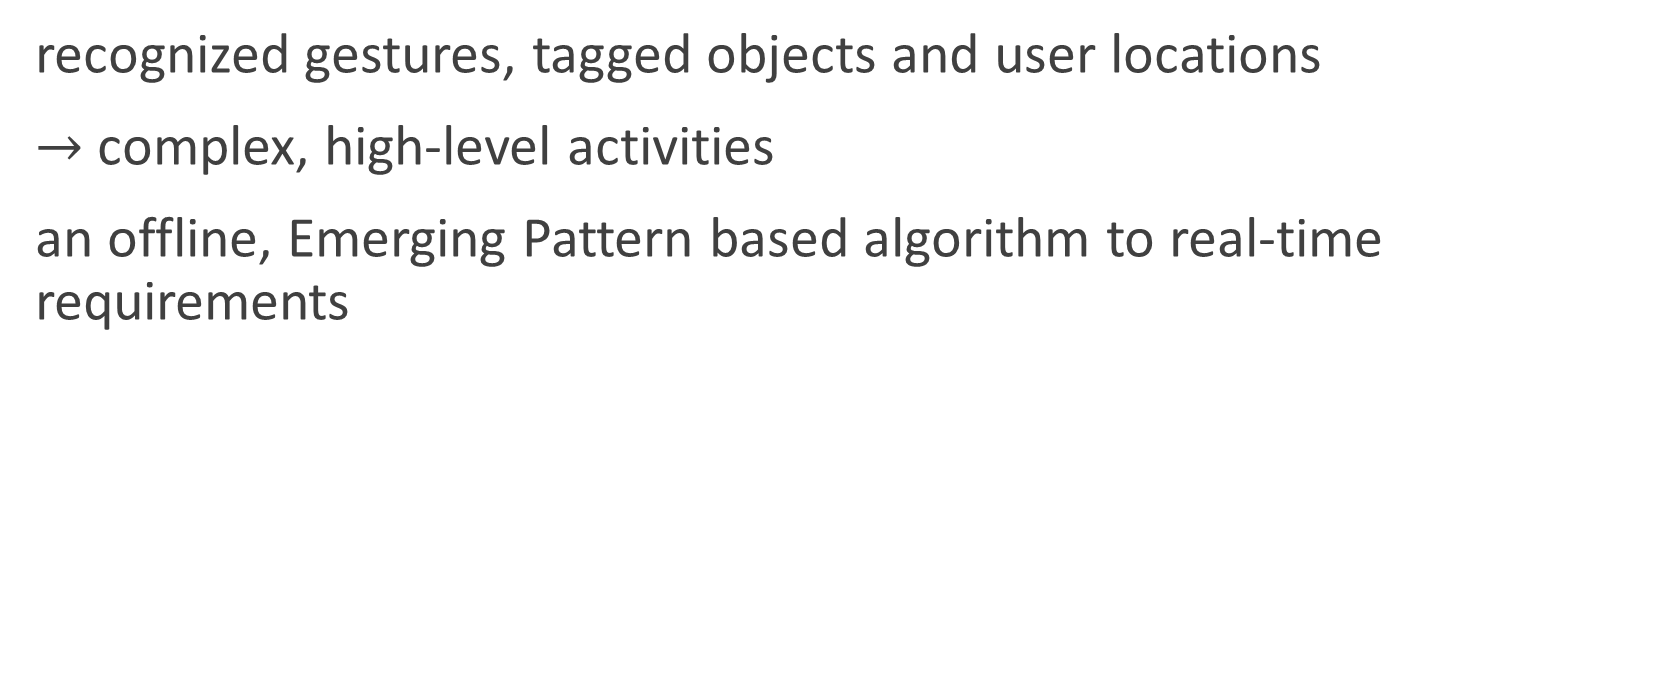 recognized gestures, tagged objects and user locations
→ complex, high-level activities
an offline, Emerging Pattern based algorithm to real-time
requirements